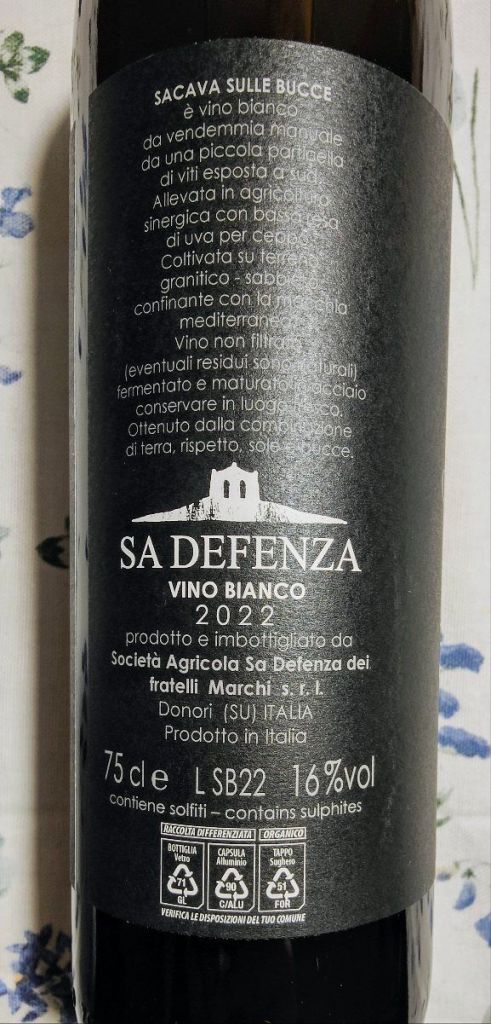 SACAVA SULLE BUCCE
è vino bianco
da vendemmia manuale
da una piccola particella
di viti esposta a sud.
Allevata in agricoltura
sinergica con bassa resa
di uva per ceppo.
Coltivata su terreno
granitico - sabbioso
confinante con la macchia
mediterranea.
Vino non filtrato
(eventuali residui sono naturali)
fermentato e maturato in acciaio
conservare in luogo fresco.
Ottenuto dalla combinazione
di terra, rispetto, sole e bucce.
SA DEFENZA
VINO BIANCO
2022
prodotto e imbottigliato da
Società Agricola Sa Defenza dei
fratelli Marchi s. r. l.
Donori (SU) ITALIA
Prodotto in Italia
75 cl e L SB22 16%vol
contiene solfiti – contains sulphites
RACCOLTA DIFFERENZIATA ORGANICO
BOTTIGLIA CAPSULA TAPPO
Vetro Alluminio Sughero
71 90 51
GL C/ALU FOR
VERIFICA LE DISPOSIZIONI DEL TUO COMUNE